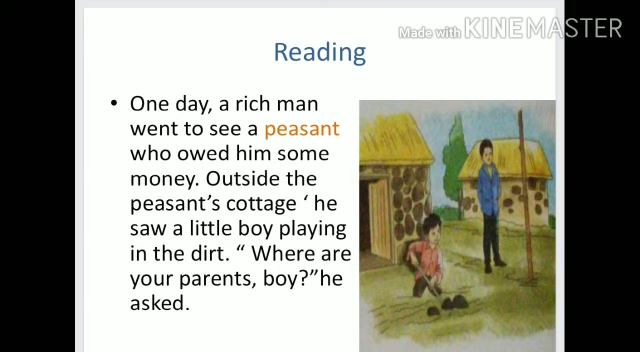 Made with KINEMASTER
Reading
• One day, a rich man
went to see a peasant
who owed him some
money. Outside the
peasant’s cottage ‘ he
saw a little boy playing
in the dirt. “ Where are
your parents, boy?”he
asked.